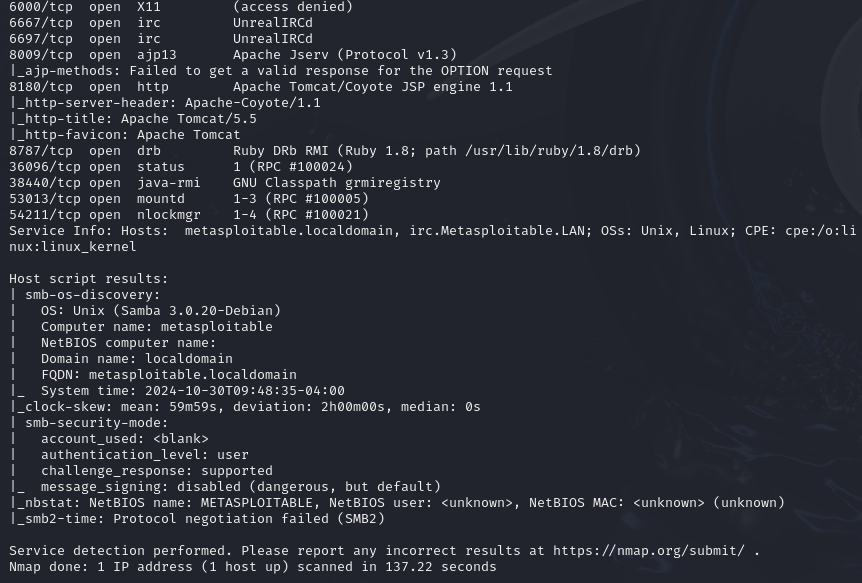 6000/tcp  open  X11         (access denied)
6667/tcp  open  irc         UnrealIRCd
6697/tcp  open  irc         UnrealIRCd
8009/tcp  open  ajp13       Apache Jserv (Protocol v1.3)
|_ajp-methods: Failed to get a valid response for the OPTION request
8180/tcp  open  http        Apache Tomcat/Coyote JSP engine 1.1
|_http-server-header: Apache-Coyote/1.1
|_http-title: Apache Tomcat/5.5
|_http-favicon: Apache Tomcat
8787/tcp  open  drb         Ruby DRb RMI (Ruby 1.8; path /usr/lib/ruby/1.8/drb)
36096/tcp open  status      1 (RPC #100024)
38440/tcp open  java-rmi    GNU Classpath grmiregistry
53013/tcp open  mountd      1-3 (RPC #100005)
54211/tcp open  nlockmgr    1-4 (RPC #100021)
Service Info: Hosts:  metasploitable.localdomain, irc.Metasploitable.LAN; OSs: Unix, Linux; CPE: cpe:/o:li
nux:linux_kernel

Host script results:
| smb-os-discovery:
|   OS: Unix (Samba 3.0.20-Debian)
|   Computer name: metasploitable
|   NetBIOS computer name:
|   Domain name: localdomain
|   FQDN: metasploitable.localdomain
|_  System time: 2024-10-30T09:48:35-04:00
|_clock-skew: mean: 59m59s, deviation: 2h00m00s, median: 0s
| smb-security-mode:
|   account_used: <blank>
|   authentication_level: user
|   challenge_response: supported
|_  message_signing: disabled (dangerous, but default)
|_nbstat: NetBIOS name: METASPLOITABLE, NetBIOS user: <unknown>, NetBIOS MAC: <unknown> (unknown)
|_smb2-time: Protocol negotiation failed (SMB2)

Service detection performed. Please report any incorrect results at https://nmap.org/submit/ .
Nmap done: 1 IP address (1 host up) scanned in 137.22 seconds